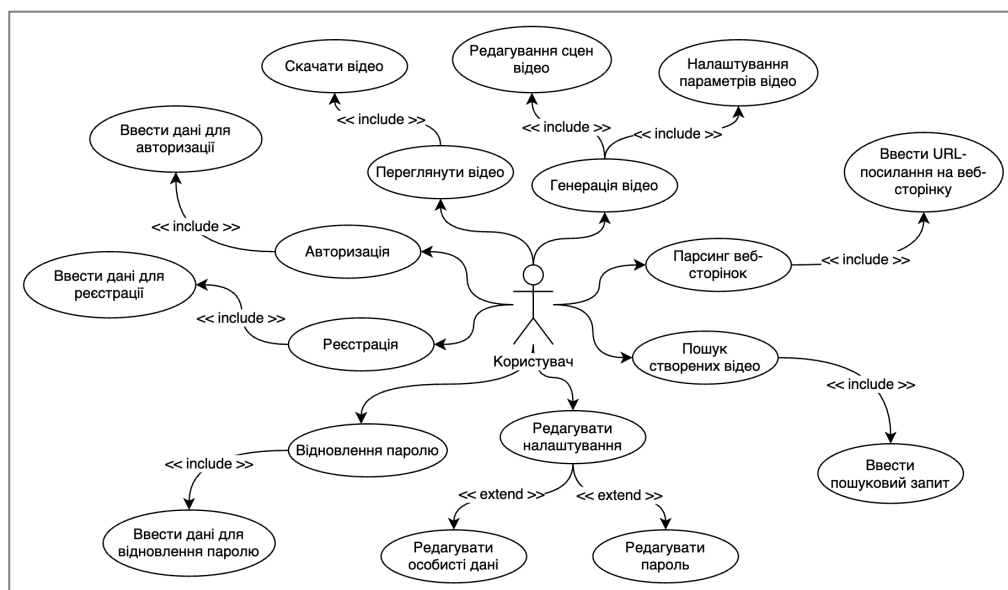 Скачати відео
Редагування сцен
відео
Налаштування
параметрів відео
<< include >>
<< include >>
<< include >>
Ввести дані для
авторизації
Переглянути відео
Генерація відео
Ввести URL-
посилання на веб-
сторінку
<< include >>
Авторизація
Парсинг веб-
сторінок
<< include >>
Ввести дані для
реєстрації
<< include >>
Реєстрація
Користувач
Пошук
створених відео
<< include >>
Відновлення паролю
Редагувати
налаштування
<< include >>
Ввести
пошуковий запит
<< extend >>
<< extend >>
Ввести дані для
відновлення паролю
Редагувати
особисті дані
Редагувати
пароль